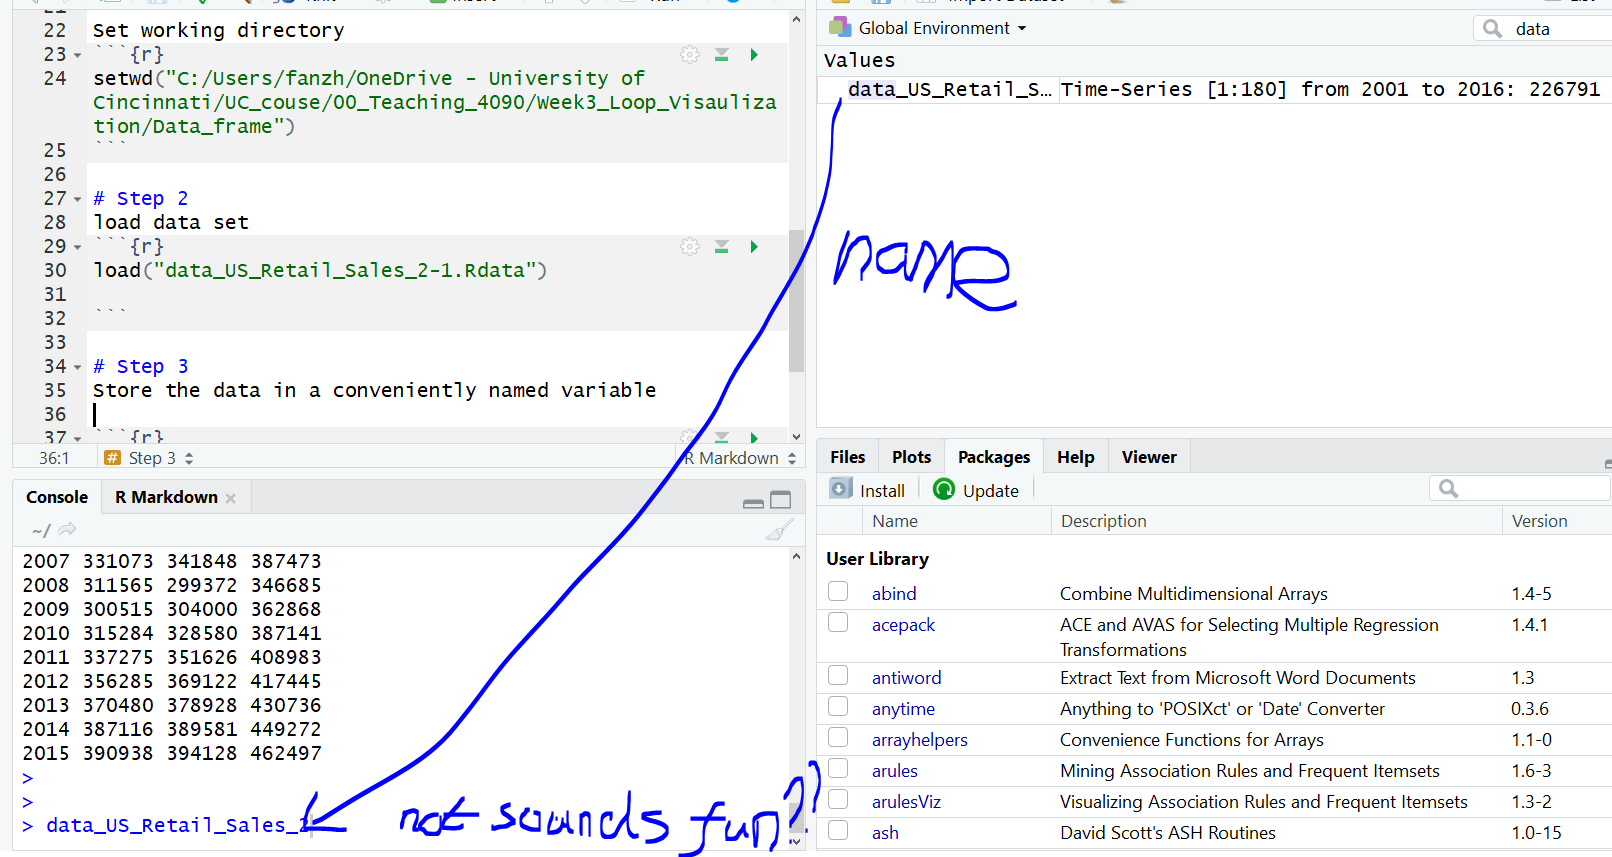 Import Dataset
22 Set working directory
23 ```{r}
24 setwd("C:/Users/fanzh/OneDrive - University of
Cincinnati/UC_couse/00_Teaching_4090/Week3_Loop_Visauliza
tion/Data_frame")
25 ```
26
27 # Step 2
28 load data set
29 ```{r}
30 load("data_US_Retail_Sales_2-1.Rdata")
31
32 ```
33
34 # Step 3
35 Store the data in a conveniently named variable
36
37 ```{r}
36:1 # Step 3 R Markdown
Console R Markdown
~/
2007 331073 341848 387473
2008 311565 299372 346685
2009 300515 304000 362868
2010 315284 328580 387141
2011 337275 351626 408983
2012 356285 369122 417445
2013 370480 378928 430736
2014 387116 389581 449272
2015 390938 394128 462497
>
>
> data_US_Retail_Sales_2
not sounds fun??
Global Environment data
Values
data_US_Retail_S… Time-Series [1:180] from 2001 to 2016: 226791
name
Files Plots Packages Help Viewer
Install Update
Name Description Version
User Library
abind Combine Multidimensional Arrays 1.4-5
acepack ACE and AVAS for Selecting Multiple Regression 1.4.1
Transformations
antiword Extract Text from Microsoft Word Documents 1.3
anytime Anything to 'POSIXct' or 'Date' Converter 0.3.6
arrayhelpers Convenience Functions for Arrays 1.1-0
arules Mining Association Rules and Frequent Itemsets 1.6-3
arulesViz Visualizing Association Rules and Frequent Itemsets 1.3-2
ash David Scott's ASH Routines 1.0-15